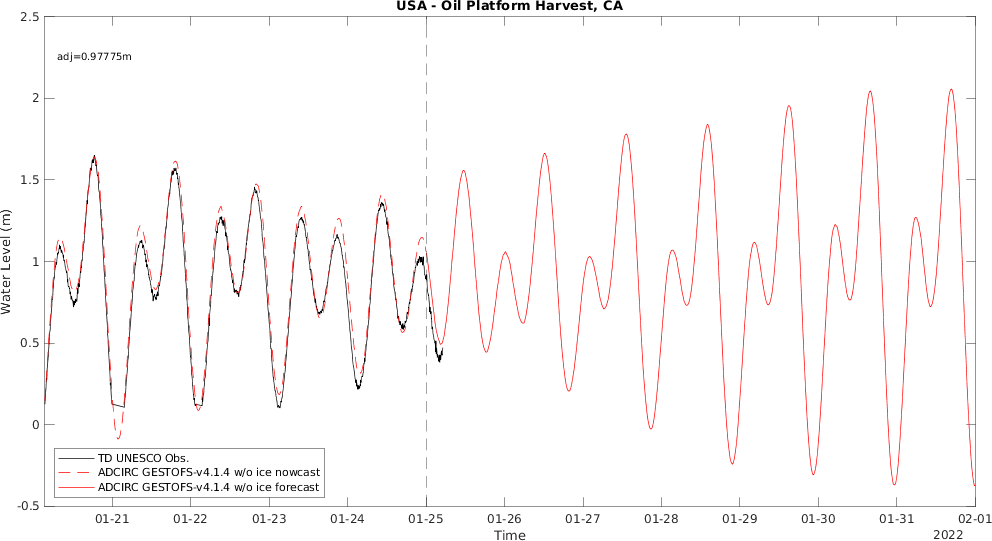 USA - Oil Platform Harvest, CA
adj=0.97775m
2.5
2
1.5
1
0.5
0
-0.5
Water Level (m)
TD UNESCO Obs.
ADCIRC GESTOFS-v4.1.4 w/o ice nowcast
ADCIRC GESTOFS-v4.1.4 w/o ice forecast
01-21 01-22 01-23 01-24 01-25 01-26 01-27 01-28 01-29 01-30 01-31 02-01
Time
2022